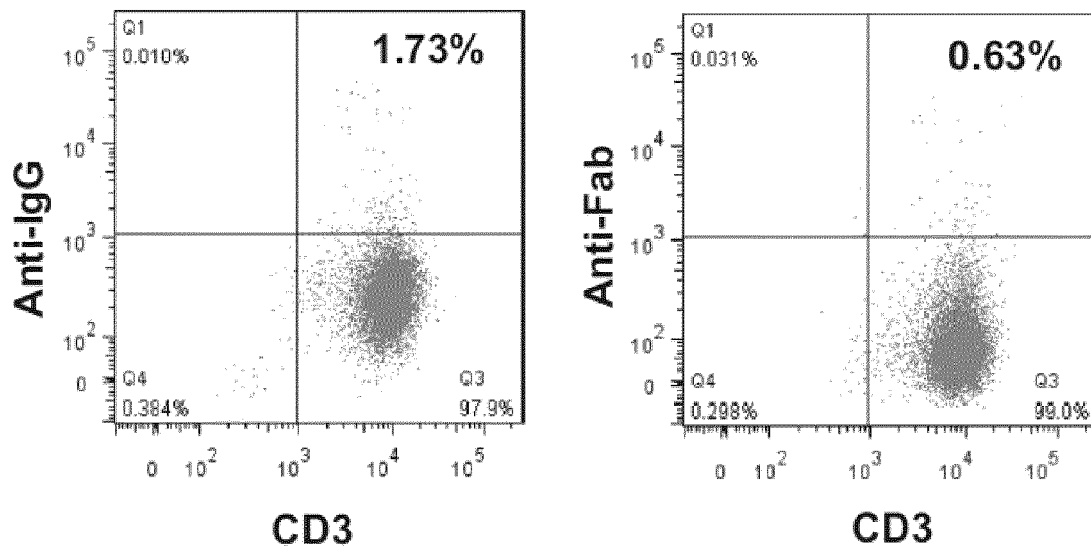 Q1
0.010%
1.73%
10^5
10^4
10^3
10^2
0
Anti-IgG
Q4
0.384%
Q3
97.9%
0 10^2 10^3 10^4 10^5
CD3
Q1
0.031%
0.63%
10^5
10^4
10^3
10^2
0
Anti-Fab
Q4
0.298%
Q3
99.0%
0 10^2 10^3 10^4 10^5
CD3